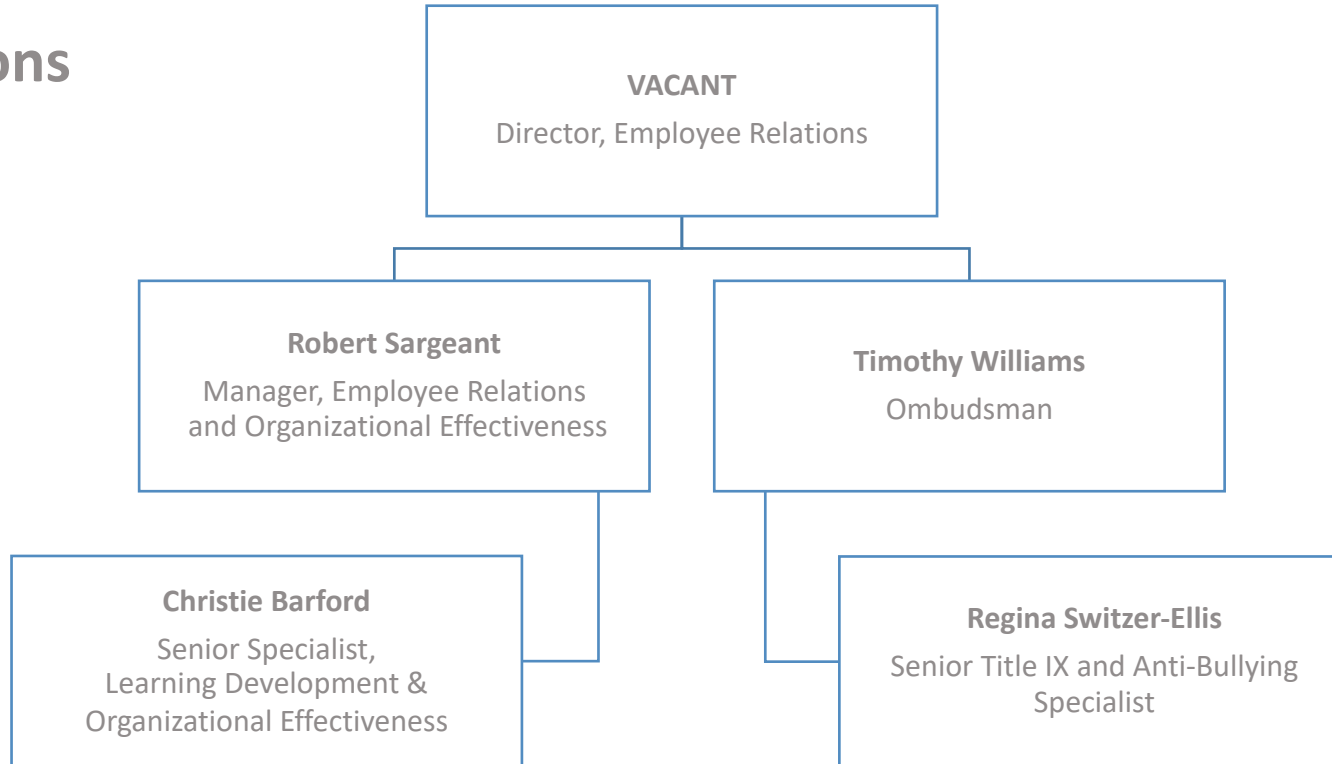 ons
VACANT
Director, Employee Relations
Robert Sargeant
Manager, Employee Relations
and Organizational Effectiveness
Timothy Williams
Ombudsman
Christie Barford
Senior Specialist,
Learning Development &
Organizational Effectiveness
Regina Switzer-Ellis
Senior Title IX and Anti-Bullying
Specialist